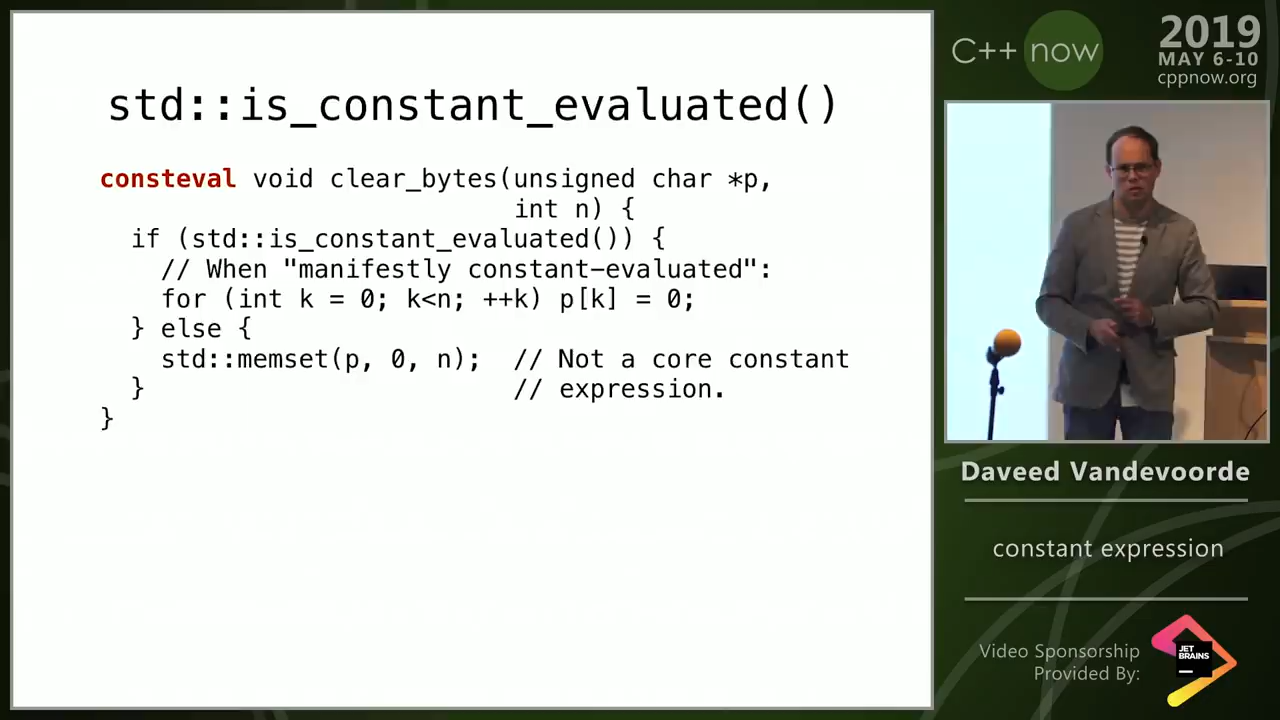 std::is_constant_evaluated()
consteval void clear_bytes(unsigned char *p,
int n) {
if (std::is_constant_evaluated()) {
// When "manifestly constant-evaluated":
for (int k = 0; k<n; ++k) p[k] = 0;
} else {
std::memset(p, 0, n); // Not a core constant
} // expression.
}
C++ now
2019
MAY 6-10
cppnow.org
Daveed Vandevoorde
constant expression
Video Sponsorship
Provided By:
JET
BRAINS